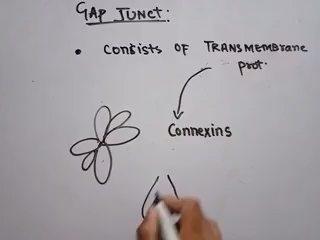 GAP JUNCT:
• CONSISTS OF TRANSMEMBRANE
prot.
Connexins